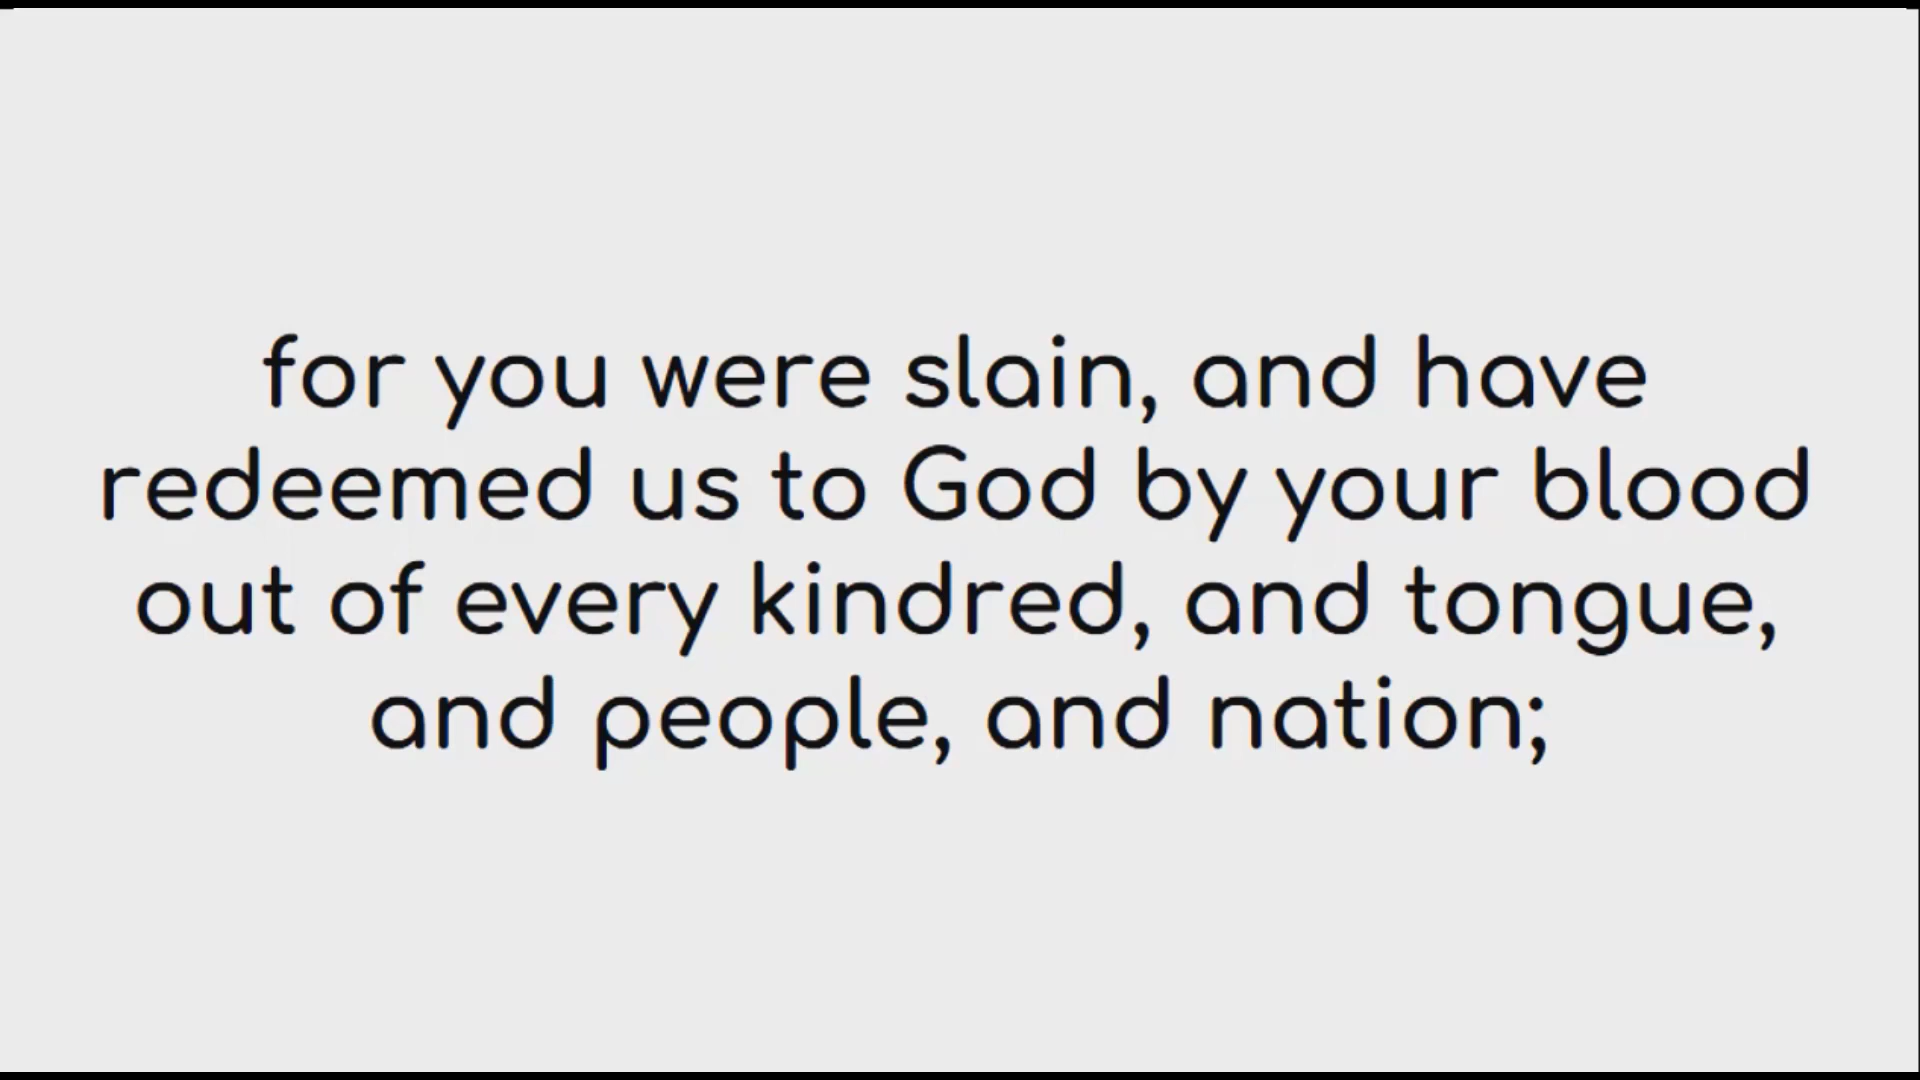 for you were slain, and have
redeemed us to God by your blood
out of every kindred, and tongue,
and people, and nation;